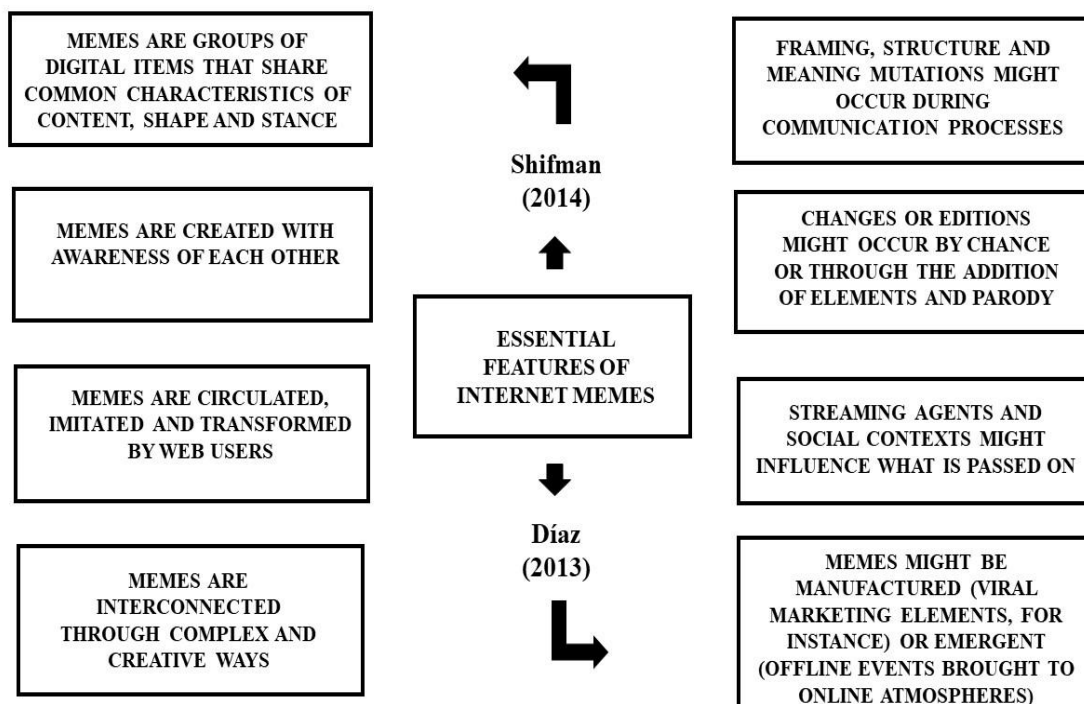 MEMES ARE GROUPS OF
DIGITAL ITEMS THAT SHARE
COMMON CHARACTERISTICS OF
CONTENT, SHAPE AND STANCE
MEMES ARE CREATED WITH
AWARENESS OF EACH OTHER
MEMES ARE CIRCULATED,
IMITATED AND TRANSFORMED
BY WEB USERS
MEMES ARE
INTERCONNECTED
THROUGH COMPLEX AND
CREATIVE WAYS
Shifman
(2014)
ESSENTIAL
FEATURES OF
INTERNET MEMES
Díaz
(2013)
FRAMING, STRUCTURE AND
MEANING MUTATIONS MIGHT
OCCUR DURING
COMMUNICATION PROCESSES
CHANGES OR EDITIONS
MIGHT OCCUR BY CHANCE
OR THROUGH THE ADDITION
OF ELEMENTS AND PARODY
STREAMING AGENTS AND
SOCIAL CONTEXTS MIGHT
INFLUENCE WHAT IS PASSED ON
MEMES MIGHT BE
MANUFACTURED (VIRAL
MARKETING ELEMENTS, FOR
INSTANCE) OR EMERGENT
(OFFLINE EVENTS BROUGHT TO
ONLINE ATMOSPHERES)